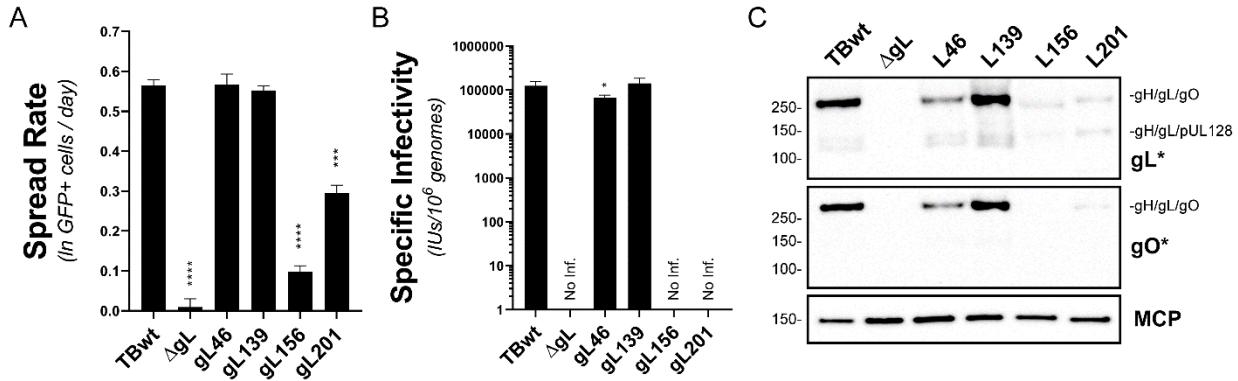 A
Spread Rate
(ln GFP+ cells / day)
0.7
0.6
0.5
0.4
0.3
0.2
0.1
0.0
****
****
***
TBwt
ΔgL
gL46
gL139
gL156
gL201
B
Specific Infectivity
(IUs/10⁶ genomes)
1000000
100000
10000
1000
100
10
1
No Inf.
*
No Inf.
No Inf.
TBwt
ΔgL
gL46
gL139
gL156
gL201
C
TBwt
ΔgL
L46
L139
L156
L201
250-
150-
100-
-gH/gL/gO
-gH/gL/pUL128
gL*
250-
150-
100-
-gH/gL/gO
gO*
150-
MCP